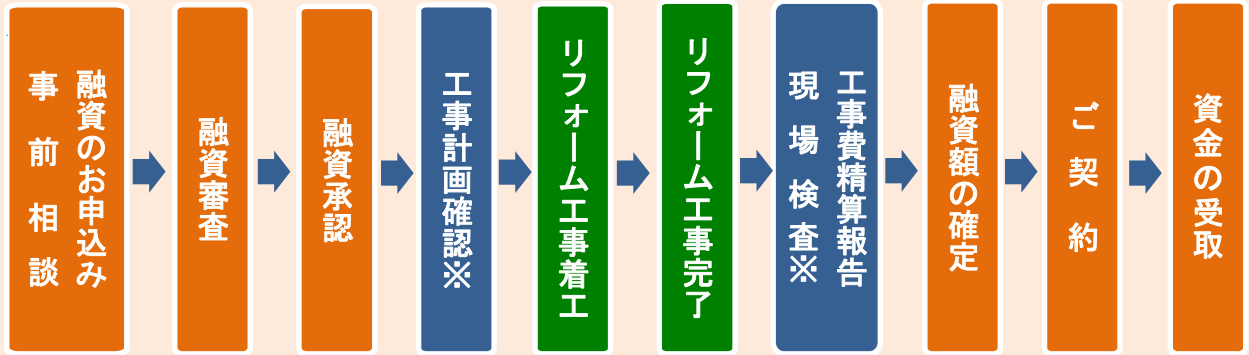 融資のお申込み
事前相談
融資審査
融資承認
工事計画確認※
リフォーム工事着工
リフォーム工事完了
工事費精算報告
現場検査※
融資額の確定
ご契約
資金の受取